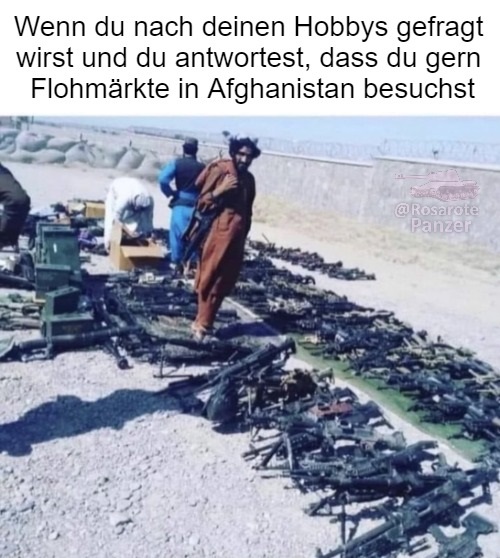 Wenn du nach deinen Hobbys gefragt
wirst und du antwortest, dass du gern
Flohmärkte in Afghanistan besuchst
@Rosarote
Panzer